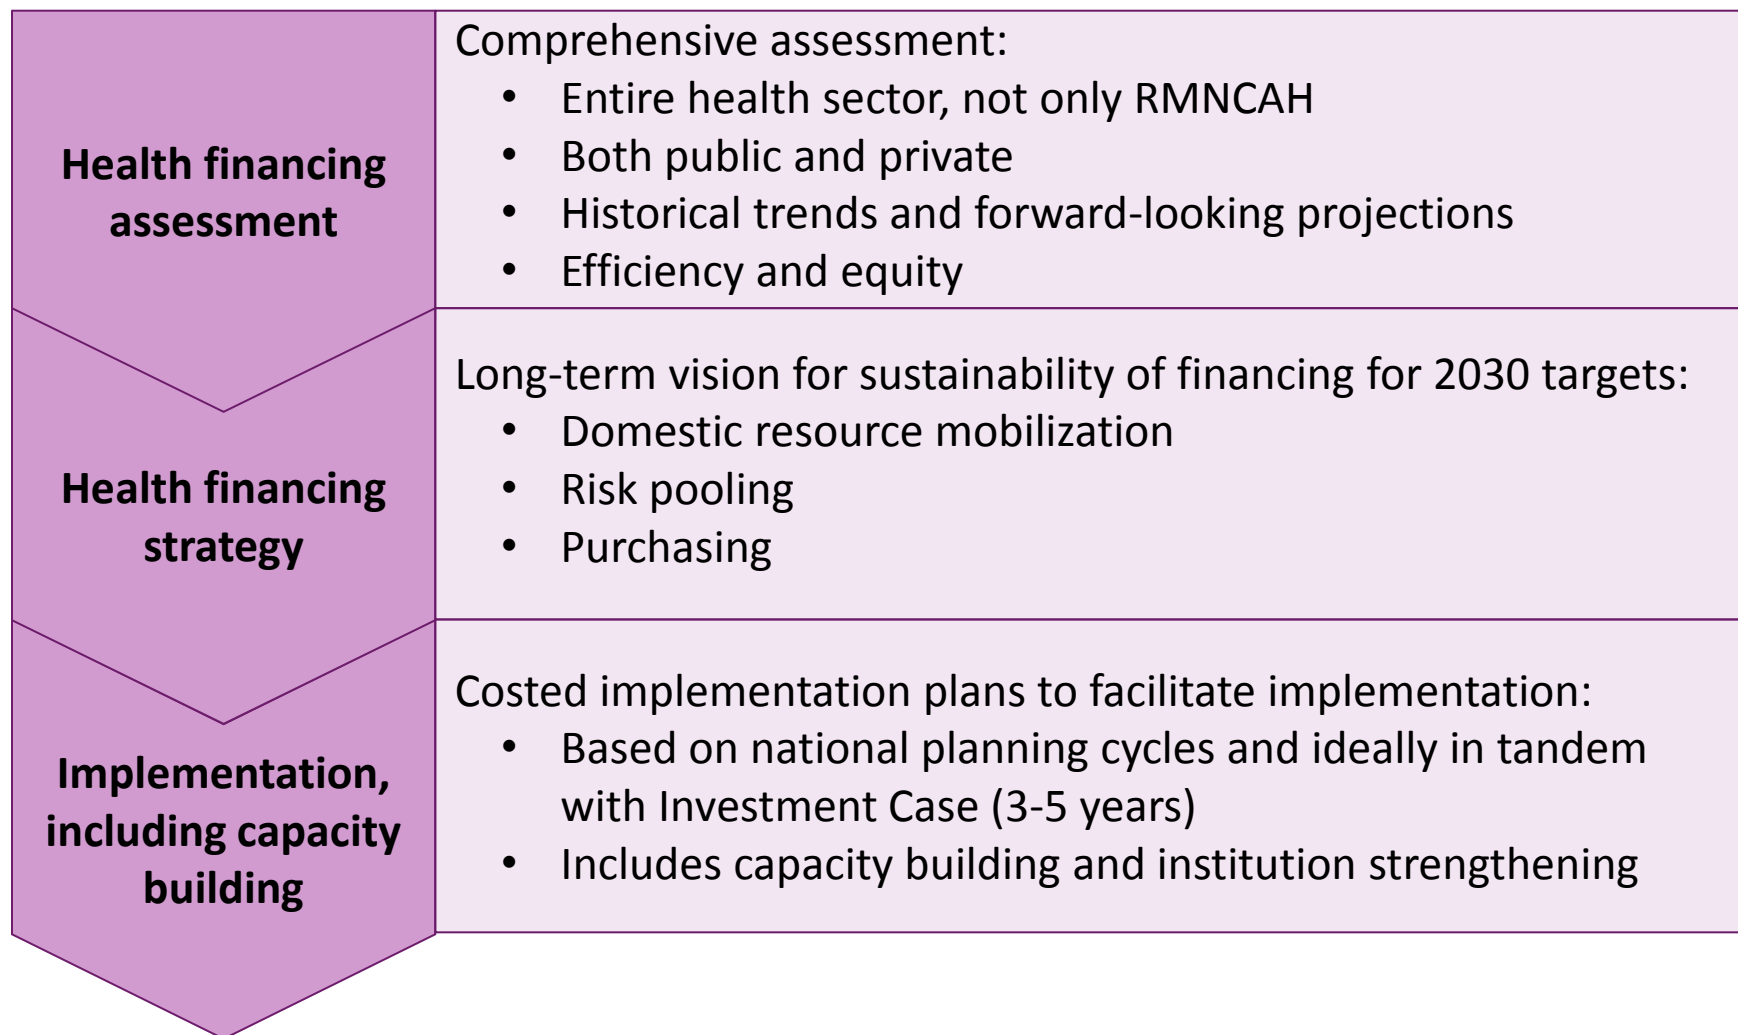 Health financing
assessment
Comprehensive assessment:
• Entire health sector, not only RMNCAH
• Both public and private
• Historical trends and forward-looking projections
• Efficiency and equity
Health financing
strategy
Long-term vision for sustainability of financing for 2030 targets:
• Domestic resource mobilization
• Risk pooling
• Purchasing
Implementation,
including capacity
building
Costed implementation plans to facilitate implementation:
• Based on national planning cycles and ideally in tandem
with Investment Case (3-5 years)
• Includes capacity building and institution strengthening